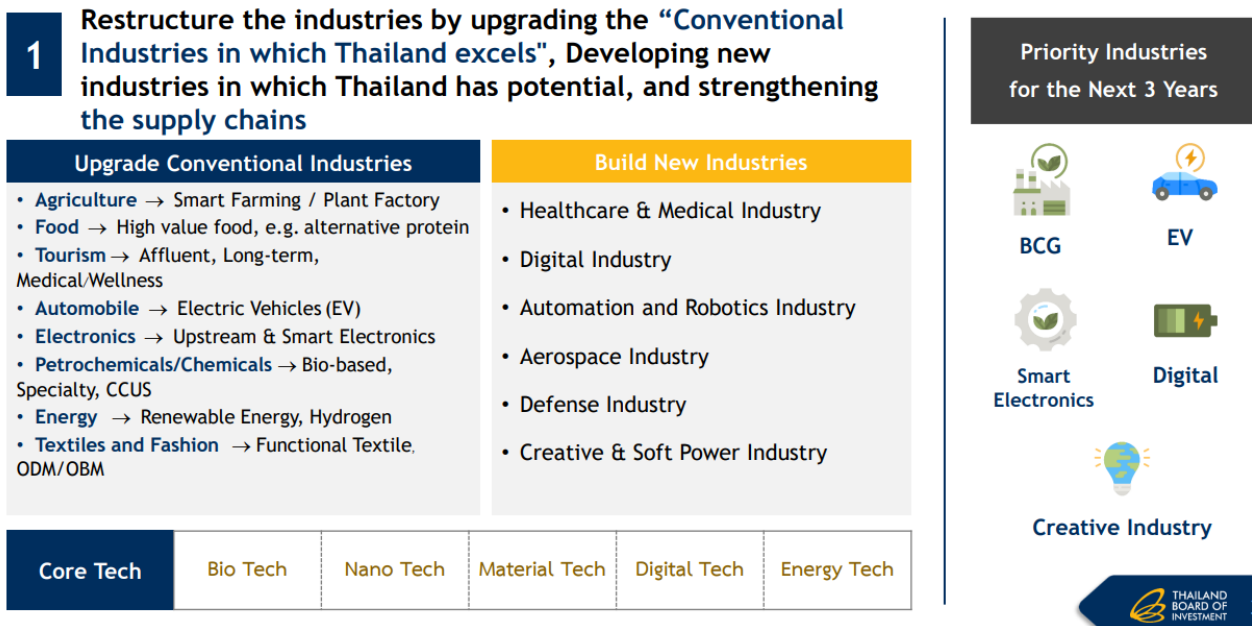 1
Restructure the industries by upgrading the “Conventional
Industries in which Thailand excels", Developing new
industries in which Thailand has potential, and strengthening
the supply chains
Upgrade Conventional Industries
• Agriculture → Smart Farming / Plant Factory
• Food → High value food, e.g. alternative protein
• Tourism → Affluent, Long-term,
Medical/Wellness
• Automobile → Electric Vehicles (EV)
• Electronics → Upstream & Smart Electronics
• Petrochemicals/Chemicals → Bio-based,
Specialty, CCUS
• Energy → Renewable Energy, Hydrogen
• Textiles and Fashion → Functional Textile,
ODM/OBM
Build New Industries
• Healthcare & Medical Industry
• Digital Industry
• Automation and Robotics Industry
• Aerospace Industry
• Defense Industry
• Creative & Soft Power Industry
Core Tech
Bio Tech
Nano Tech
Material Tech
Digital Tech
Energy Tech
Priority Industries
for the Next 3 Years
BCG
EV
Smart
Electronics
Digital
Creative Industry
THAILAND
BOARD OF
INVESTMENT